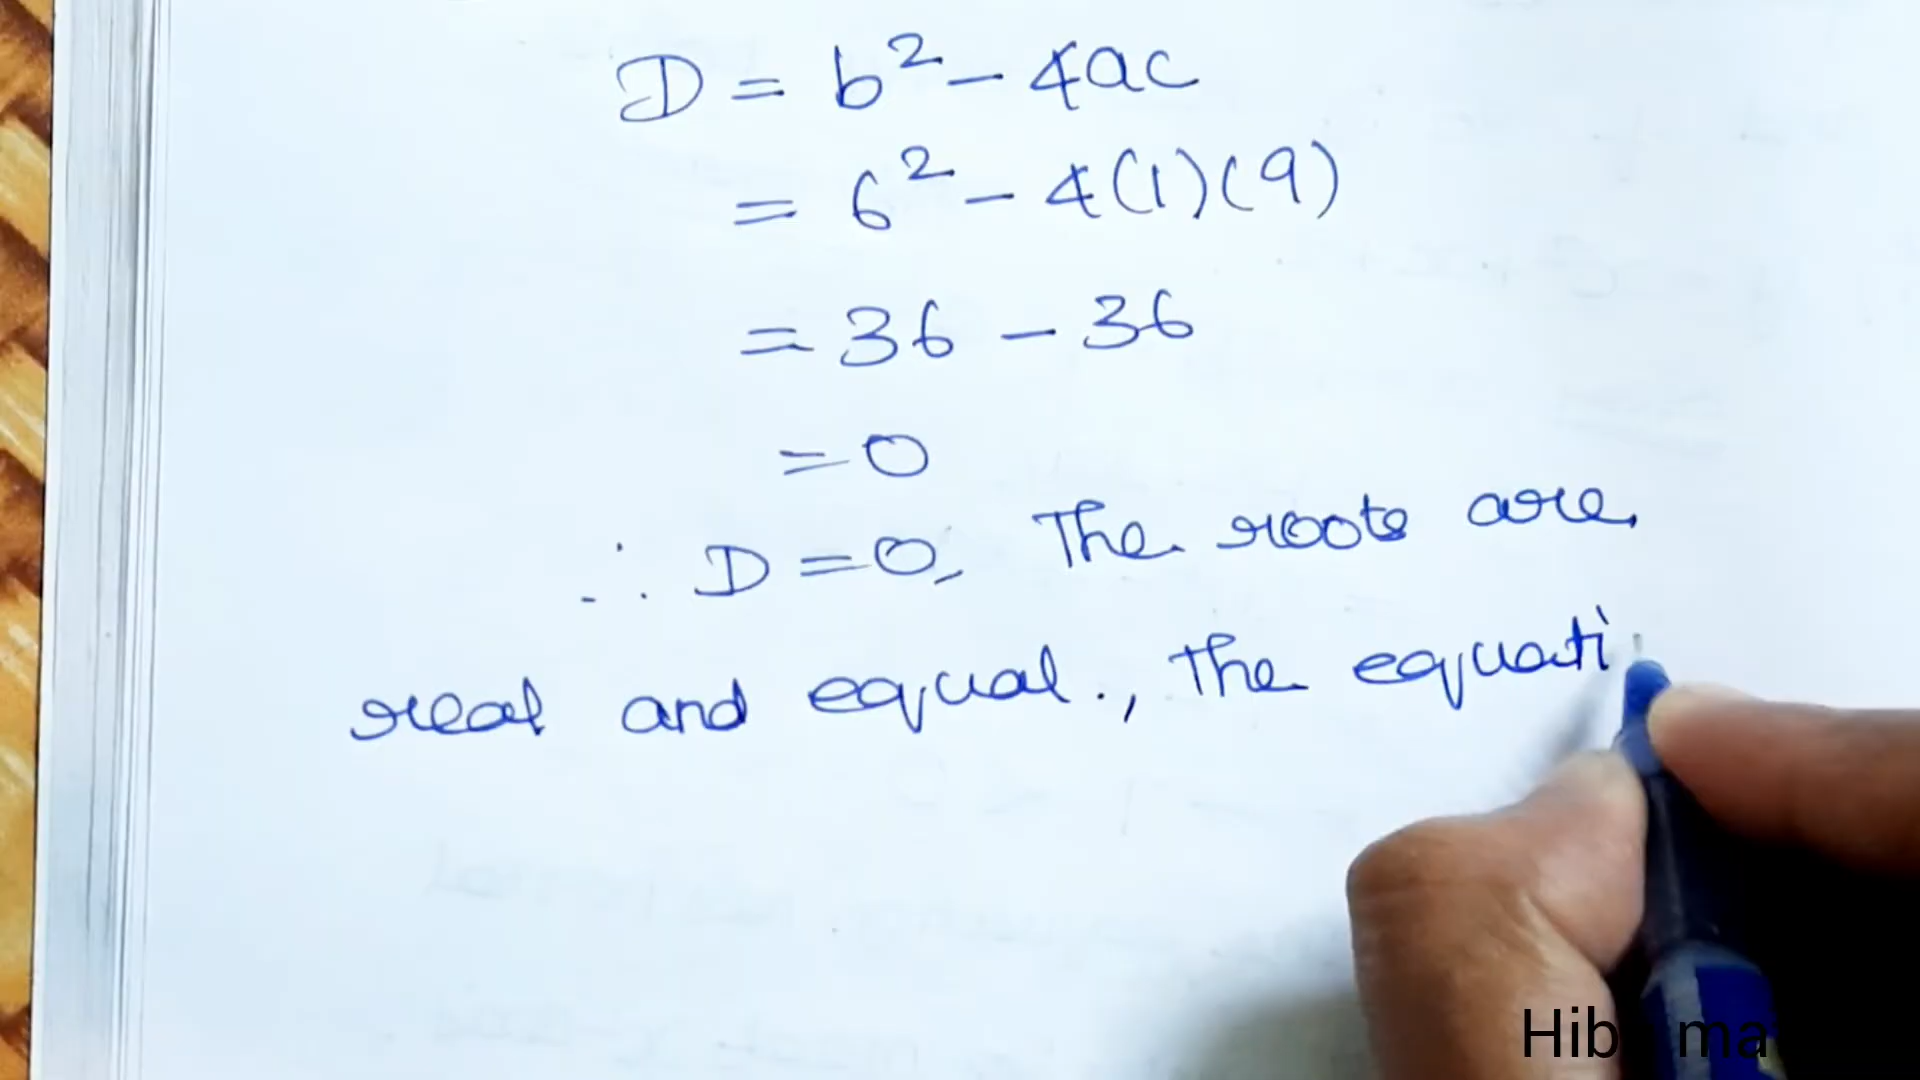 D = b² - 4ac
= 6² - 4(1)(9)
= 36 - 36
= 0
∴ D = 0, The roots are
real and equal., The equati
Hib ma